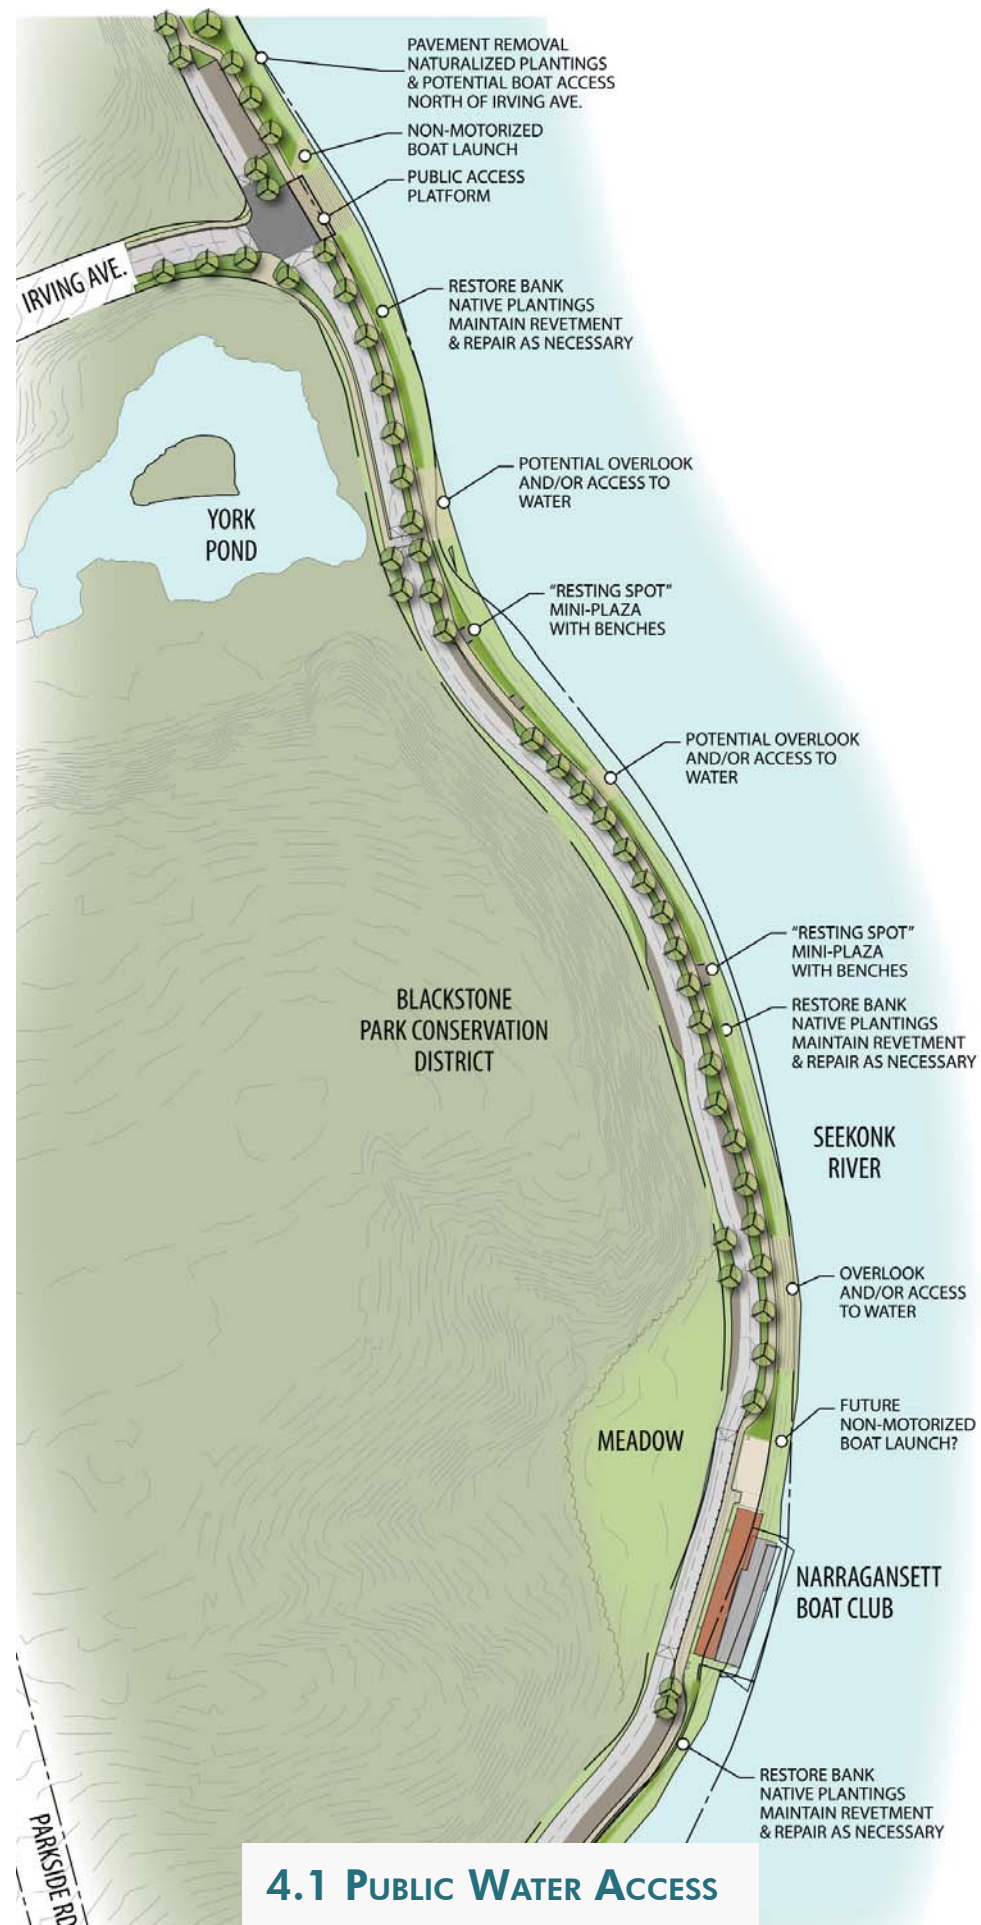 PAVEMENT REMOVAL
NATURALIZED PLANTINGS
& POTENTIAL BOAT ACCESS
NORTH OF IRVING AVE.
NON-MOTORIZED
BOAT LAUNCH
PUBLIC ACCESS
PLATFORM
IRVING AVE.
RESTORE BANK
NATIVE PLANTINGS
MAINTAIN REVETMENT
& REPAIR AS NECESSARY
POTENTIAL OVERLOOK
AND/OR ACCESS TO
WATER
YORK
POND
“RESTING SPOT”
MINI-PLAZA
WITH BENCHES
POTENTIAL OVERLOOK
AND/OR ACCESS TO
WATER
“RESTING SPOT”
MINI-PLAZA
WITH BENCHES
BLACKSTONE
PARK CONSERVATION
DISTRICT
RESTORE BANK
NATIVE PLANTINGS
MAINTAIN REVETMENT
& REPAIR AS NECESSARY
SEEKONK
RIVER
OVERLOOK
AND/OR ACCESS
TO WATER
FUTURE
NON-MOTORIZED
BOAT LAUNCH?
MEADOW
NARRAGANSETT
BOAT CLUB
RESTORE BANK
NATIVE PLANTINGS
MAINTAIN REVETMENT
& REPAIR AS NECESSARY
PARKSIDE RD
4.1 PUBLIC WATER ACCESS